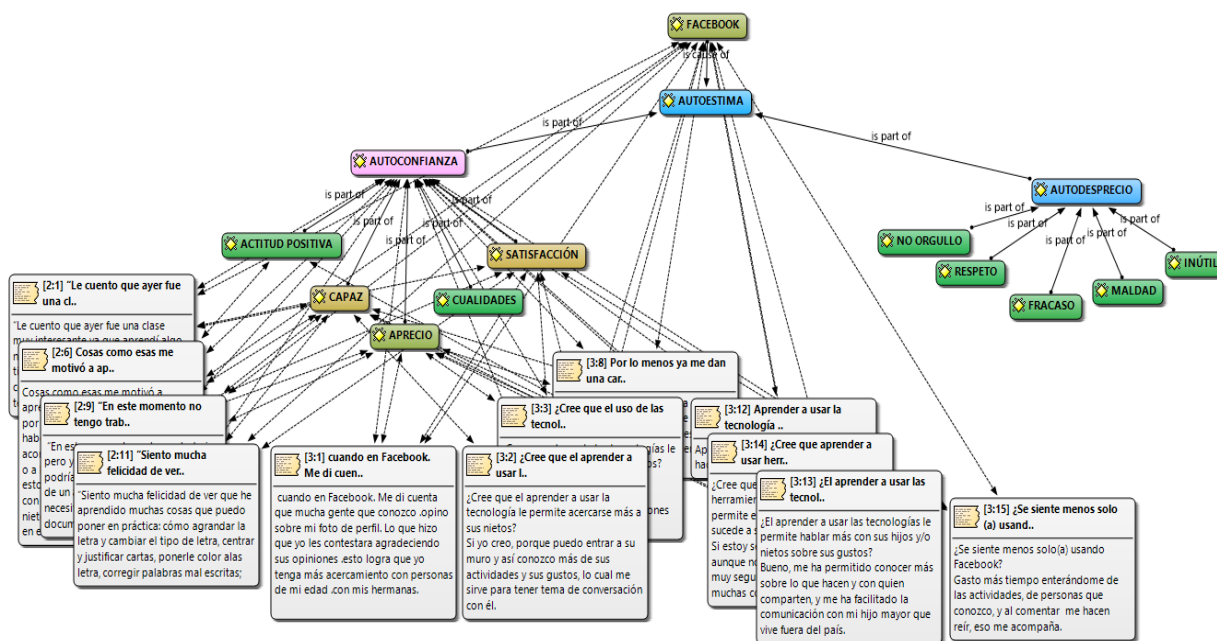 FACEBOOK
is cause of
AUTOESTIMA
is part of
is part of
AUTOCONFIANZA
AUTODESPRECIO
is part of
is part of
is part of
is part of
is part of
is part of
is part of
is part of
ACTITUD POSITIVA
SATISFACCIÓN
NO ORGULLO
RESPETO
FRACASO
MALDAD
INÚTIL
CAPAZ
CUALIDADES
APRECIO
[2:1] "Le cuento que ayer fue
una cl..
"Le cuento que ayer fue una clase
[2:6] Cosas como esas me
motivó a ap..
Cosas como esas me motivó a
[2:9] "En este momento no
tengo trab..
[2:11] "Siento mucha
felicidad de ver..
"Siento mucha felicidad de ver que he
aprendido muchas cosas que puedo
poner en práctica: cómo agrandar la
letra y cambiar el tipo de letra, centrar
y justificar cartas, ponerle color alas
letra, corregir palabras mal escritas;
[3:1] cuando en Facebook.
Me di cuen..
cuando en Facebook. Me di cuenta
que mucha gente que conozco .opino
sobre mi foto de perfil. Lo que hizo
que yo les contestara agradeciendo
sus opiniones .esto logra que yo
tenga más acercamiento con personas
de mi edad .con mis hermanas.
[3:8] Por lo menos ya me dan
una car..
[3:3] ¿Cree que el uso de las
tecnol..
[3:2] ¿Cree que el aprender a
usar l..
¿Cree que el aprender a usar la
tecnología le permite acercarse más a
sus nietos?
Si yo creo, porque puedo entrar a su
muro y así conozco más de sus
actividades y sus gustos, lo cual me
sirve para tener tema de conversación
con él.
[3:12] Aprender a usar la
tecnología ..
[3:14] ¿Cree que aprender a
usar herr..
[3:13] ¿El aprender a usar las
tecnol..
¿El aprender a usar las tecnologías le
permite hablar más con sus hijos y/o
nietos sobre sus gustos?
Bueno, me ha permitido conocer más
sobre lo que hacen y con quien
comparten, y me ha facilitado la
comunicación con mi hijo mayor que
vive fuera del país.
[3:15] ¿Se siente menos solo
(a) usand..
¿Se siente menos solo(a) usando
Facebook?
Gasto más tiempo enterándome de
las actividades, de personas que
conozco, y al comentar me hacen
reír, eso me acompaña.